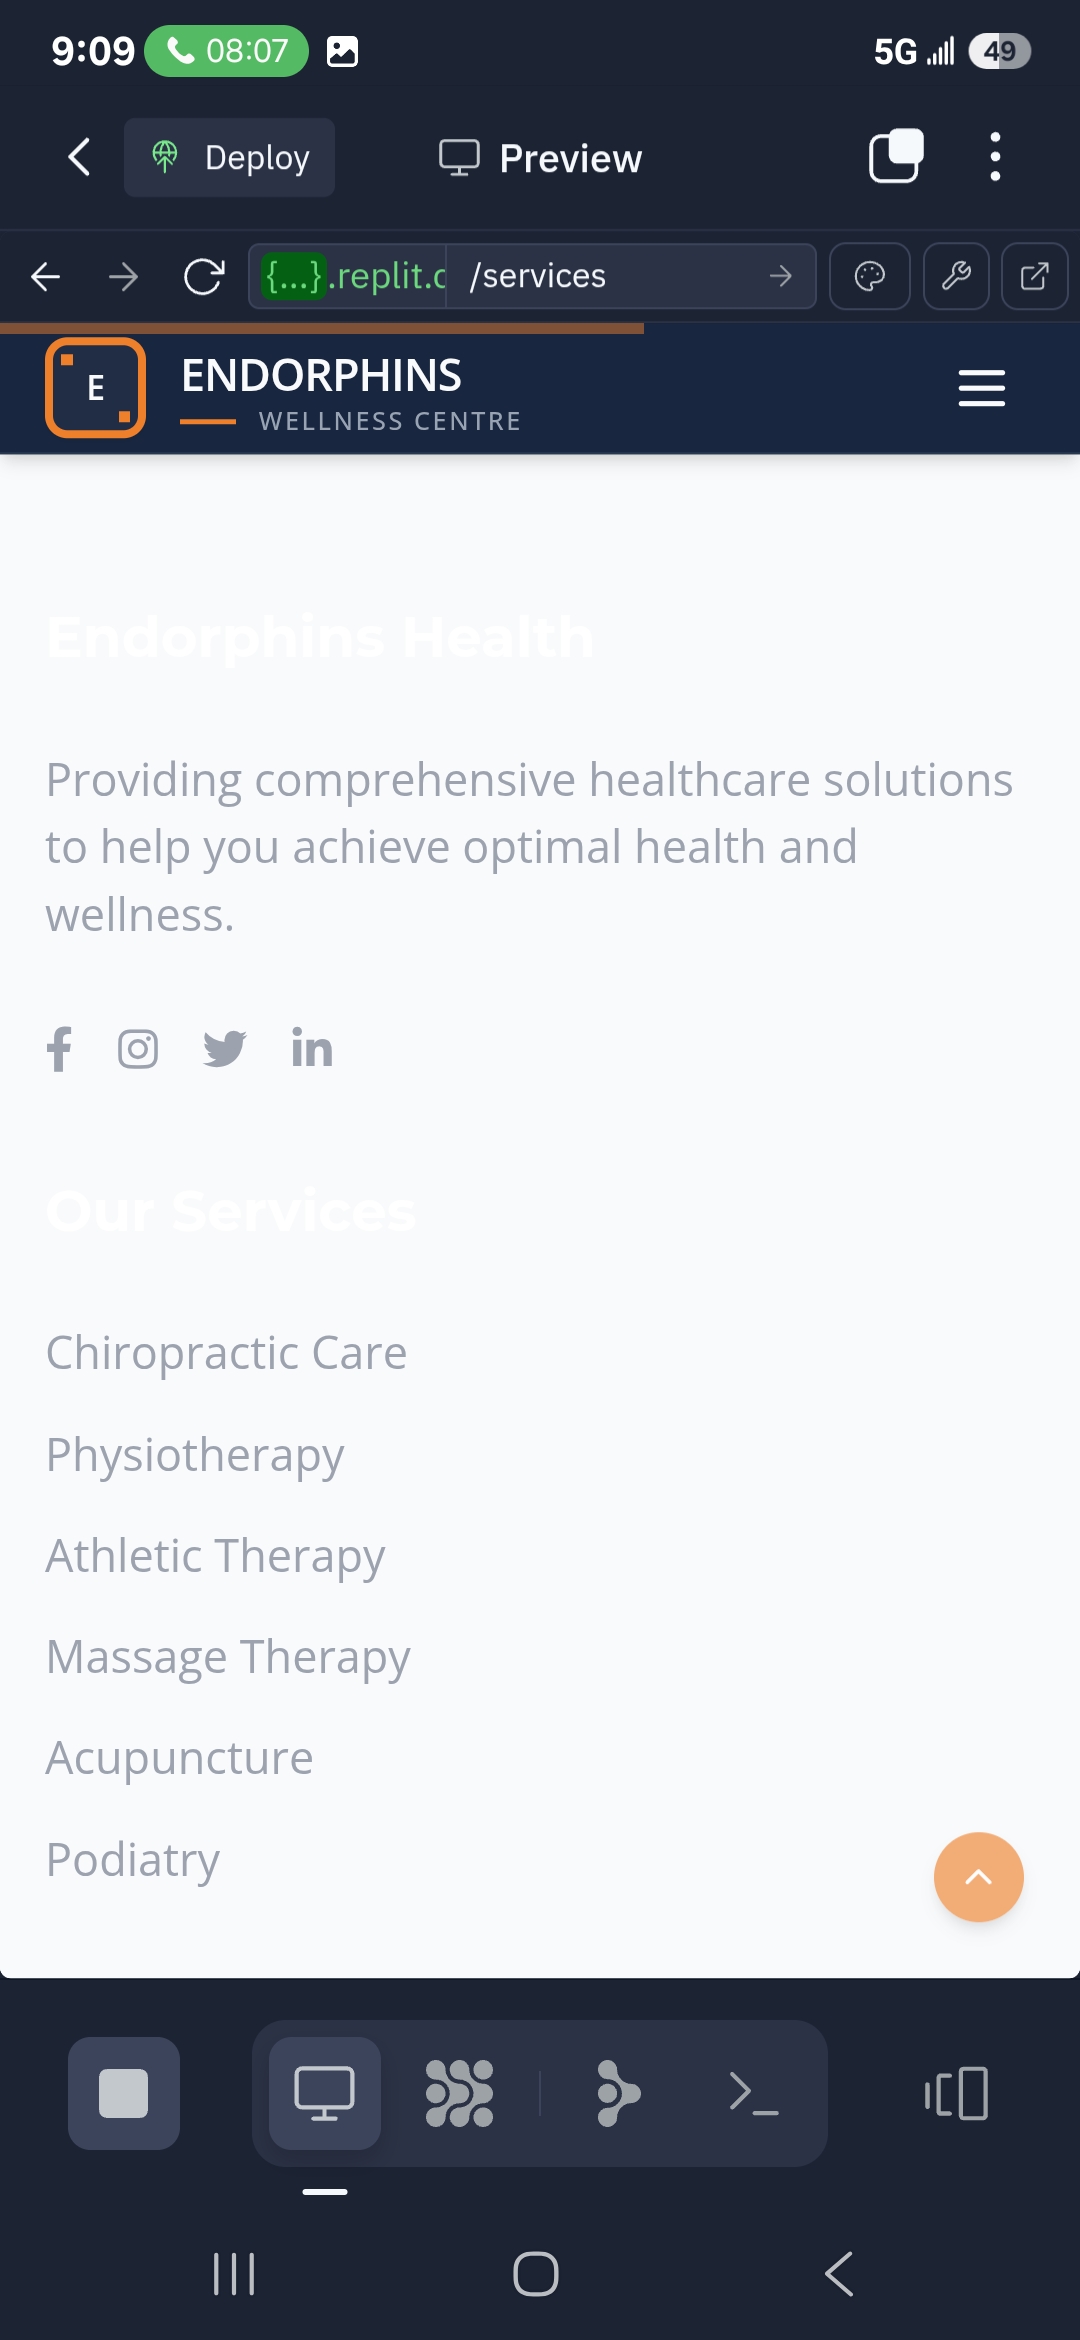 9:09 08:07 5G 49
Deploy Preview
{...}.replit.c /services
E
ENDORPHINS
WELLNESS CENTRE
Endorphins Health
Providing comprehensive healthcare solutions
to help you achieve optimal health and
wellness.
Our Services
Chiropractic Care
Physiotherapy
Athletic Therapy
Massage Therapy
Acupuncture
Podiatry